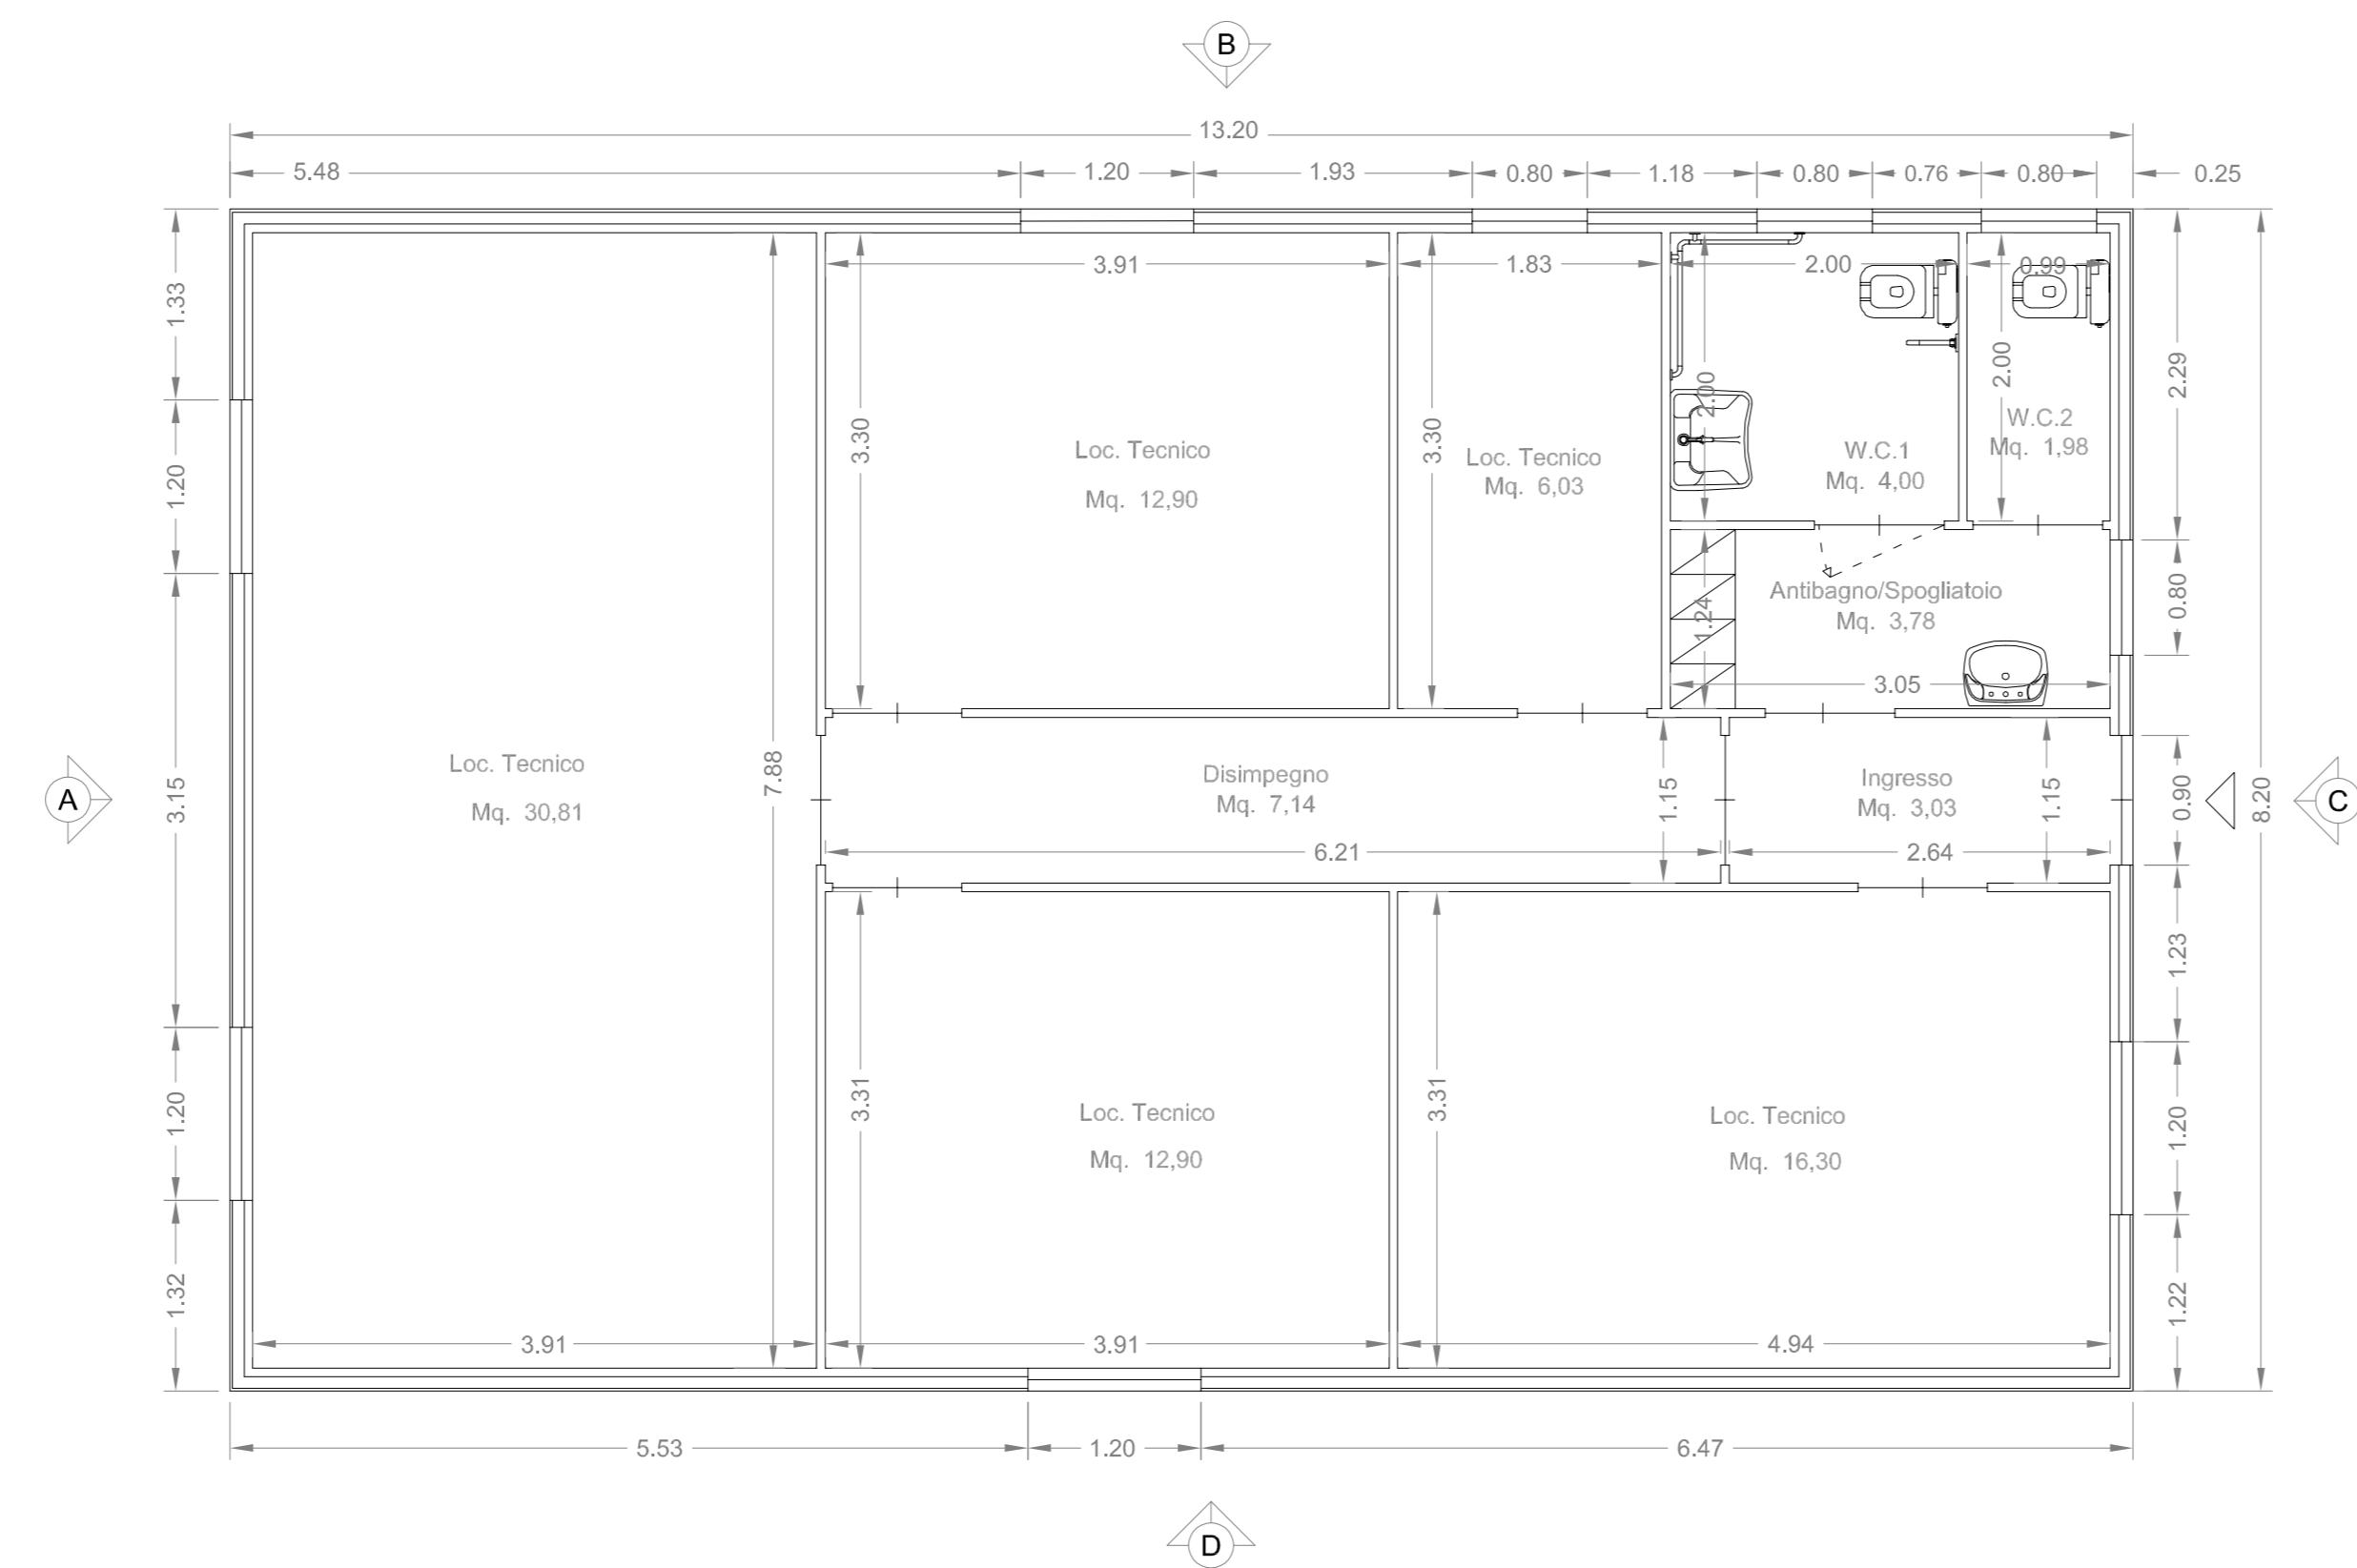 B
13.20
5.48 1.20 1.93 0.80 1.18 0.80 0.76 0.80 0.25
3.91 1.83 2.00 0.99
1.33
1.20
3.15
1.20
1.32
3.30
3.30
2.00
2.00
2.29
0.80
0.90
1.23
1.20
1.22
8.20
Loc. Tecnico
Mq. 12,90
Loc. Tecnico
Mq. 6,03
W.C.1
Mq. 4,00
W.C.2
Mq. 1,98
Antibagno/Spogliatoio
Mq. 3,78
1.24
3.05
A
Loc. Tecnico
Mq. 30,81
7.88
Disimpegno
Mq. 7,14
1.15
6.21
Ingresso
Mq. 3,03
1.15
2.64
C
3.31
Loc. Tecnico
Mq. 12,90
3.31
Loc. Tecnico
Mq. 16,30
3.91 3.91 4.94
5.53 1.20 6.47
D